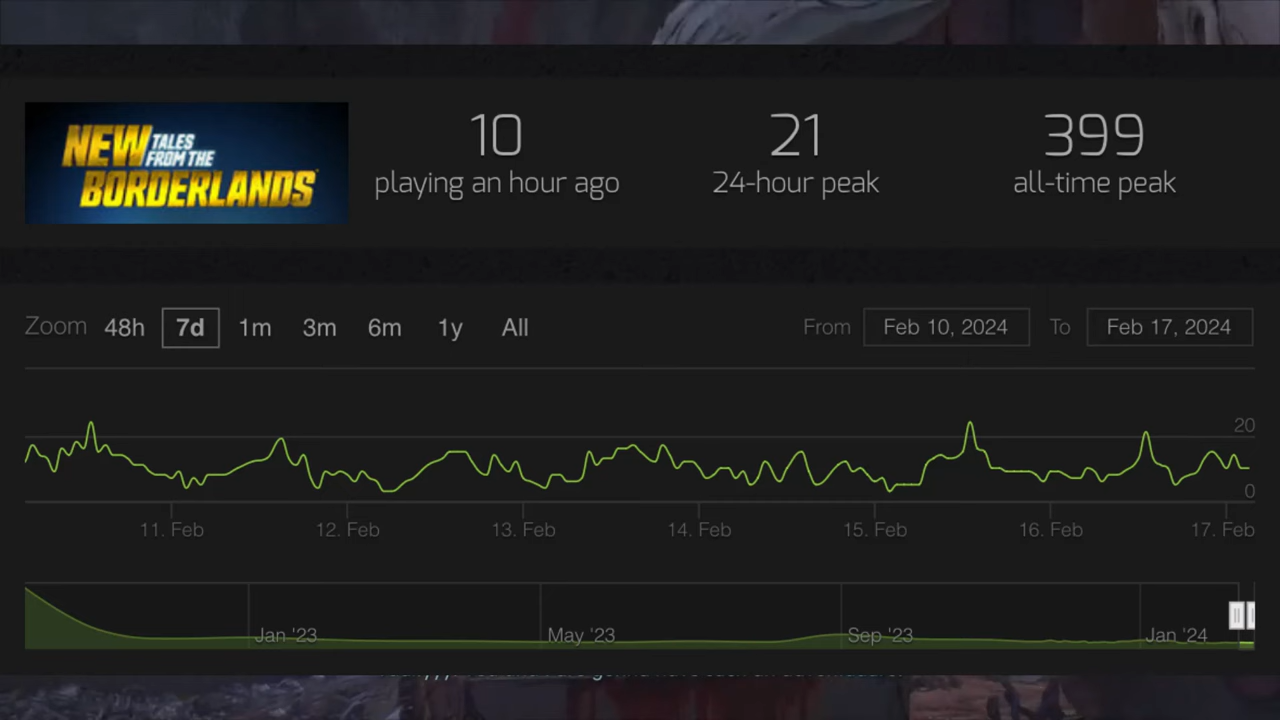 NEW TALES
FROM THE
BORDERLANDS
10
playing an hour ago
21
24-hour peak
399
all-time peak
Zoom 48h 7d 1m 3m 6m 1y All
From Feb 10, 2024 To Feb 17, 2024
20
0
11. Feb 12. Feb 13. Feb 14. Feb 15. Feb 16. Feb 17. Feb
Jan '23 May '23 Sep '23 Jan '24